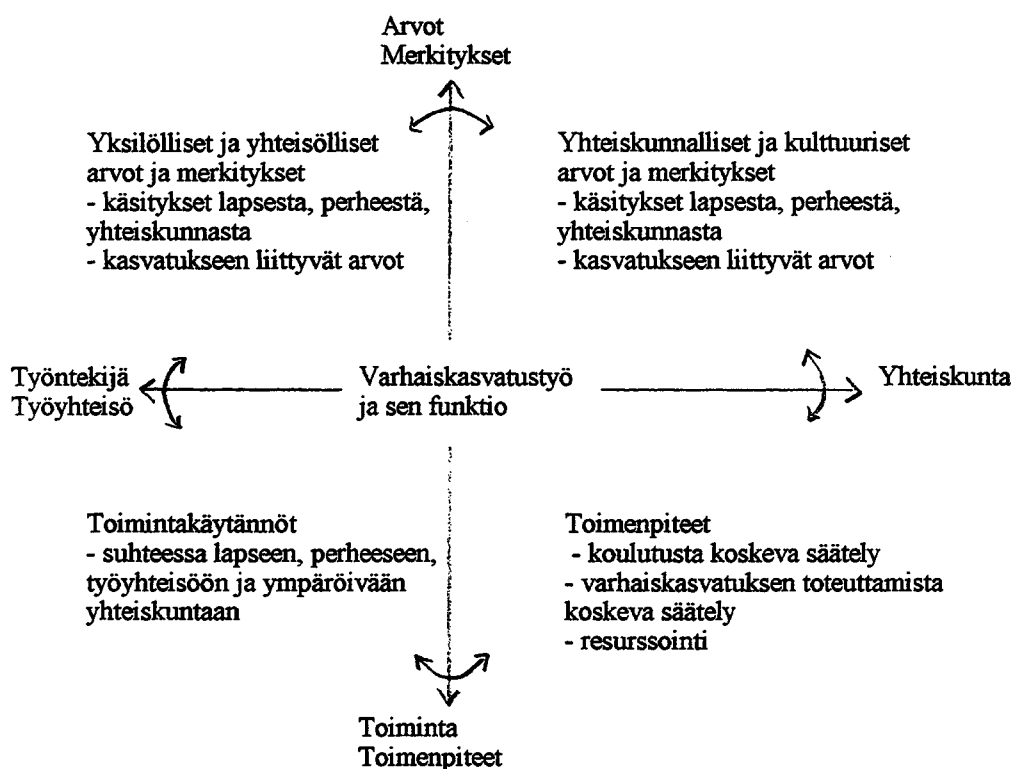 Arvot
Merkitykset
Yksilölliset ja yhteisölliset
arvot ja merkitykset
- käsitykset lapsesta, perheestä,
yhteiskunnasta
- kasvatukseen liittyvät arvot
Yhteiskunnalliset ja kulttuuriset
arvot ja merkitykset
- käsitykset lapsesta, perheestä,
yhteiskunnasta
- kasvatukseen liittyvät arvot
Työntekijä
Työyhteisö
Varhaiskasvatustyö
ja sen funktio
Yhteiskunta
Toimintakäytännöt
- suhteessa lapseen, perheeseen,
työyhteisöön ja ympäröivään
yhteiskuntaan
Toimenpiteet
- koulutusta koskeva säätely
- varhaiskasvatuksen toteuttamista
koskeva säätely
- resurssointi
Toiminta
Toimenpiteet